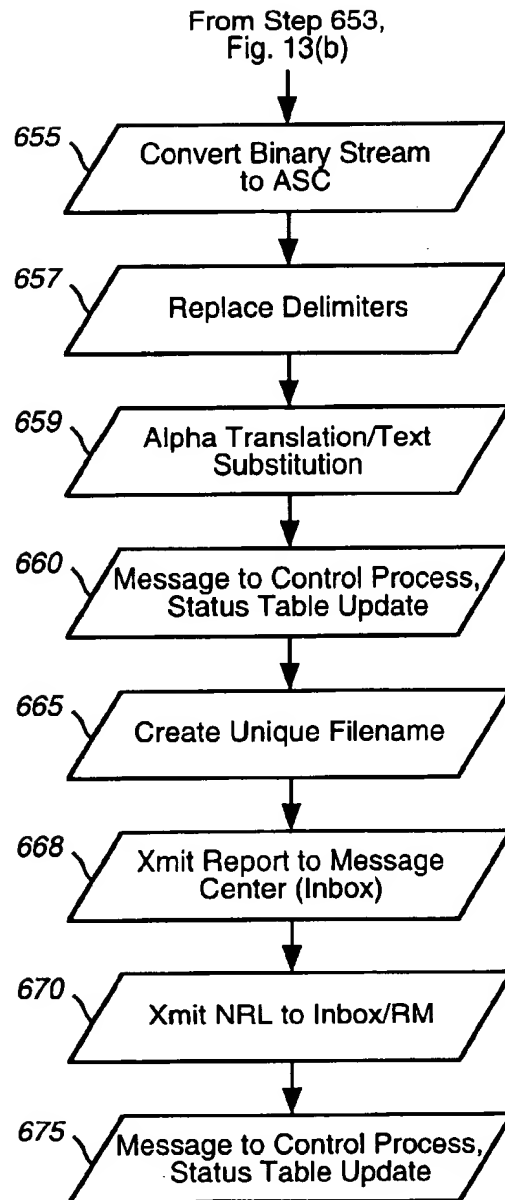 From Step 653,
Fig. 13(b)
655
Convert Binary Stream
to ASC
657
Replace Delimiters
659
Alpha Translation/Text
Substitution
660
Message to Control Process,
Status Table Update
665
Create Unique Filename
668
Xmit Report to Message
Center (Inbox)
670
Xmit NRL to Inbox/RM
675
Message to Control Process,
Status Table Update